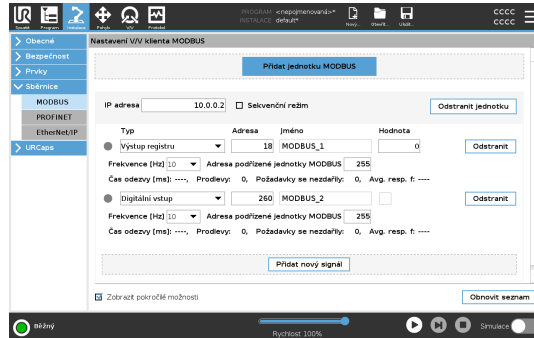 PROGRAM <nepojmenovaná>*
INSTALACE default*
CCCC
CCCC
Spustit Program Instalace Pohyb V/V Protokol Nový... Otevřít... Uložit...
Obecné
Bezpečnost
Prvky
Sběrnice
MODBUS
PROFINET
EtherNet/IP
URCaps
Nastavení V/V klienta MODBUS
Přidat jednotku MODBUS
IP adresa 10.0.0.2 Sekvenční režim Odstranit jednotku
Typ Adresa Jméno Hodnota
Výstup registru 18 MODBUS_1 0 Odstranit
Frekvence [Hz] 10 Adresa podřízené jednotky MODBUS 255
Čas odezvy [ms]: ----, Prodlevy: 0, Požadavky se nezdařily: 0, Avg. resp. f: ----
Digitální vstup 260 MODBUS_2 Odstranit
Frekvence [Hz] 10 Adresa podřízené jednotky MODBUS 255
Čas odezvy [ms]: ----, Prodlevy: 0, Požadavky se nezdařily: 0, Avg. resp. f: ----
Přidat nový signál
Zobrazit pokročilé možnosti Obnovit seznam
Běžný
Rychlost 100%
Simulace